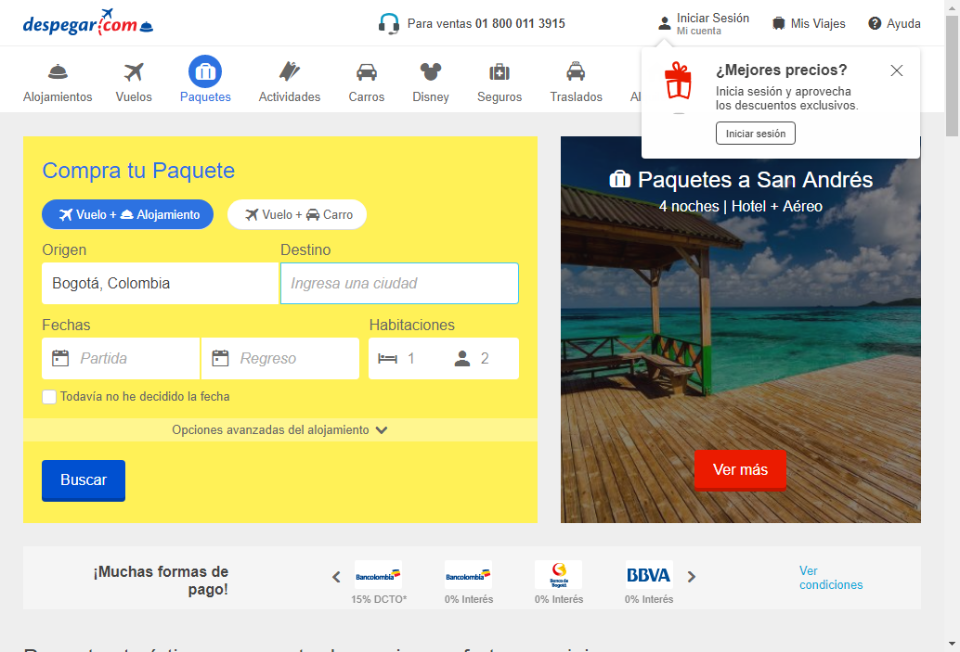 despegar.com
Para ventas 01 800 011 3915
Iniciar Sesión
Mi cuenta
Mis Viajes
Ayuda
Alojamientos
Vuelos
Paquetes
Actividades
Carros
Disney
Seguros
Traslados
Al
¿Mejores precios?
Inicia sesión y aprovecha
los descuentos exclusivos.
Iniciar sesión
Compra tu Paquete
Vuelo + Alojamiento
Vuelo + Carro
Origen
Destino
Bogotá, Colombia
Ingresa una ciudad
Fechas
Habitaciones
Partida
Regreso
1
2
Todavía no he decidido la fecha
Opciones avanzadas del alojamiento
Buscar
Paquetes a San Andrés
4 noches | Hotel + Aéreo
Ver más
¡Muchas formas de
pago!
Bancolombia
15% DCTO*
Bancolombia
0% Interés
Banco de
Bogotá
0% Interés
BBVA
0% Interés
Ver
condiciones